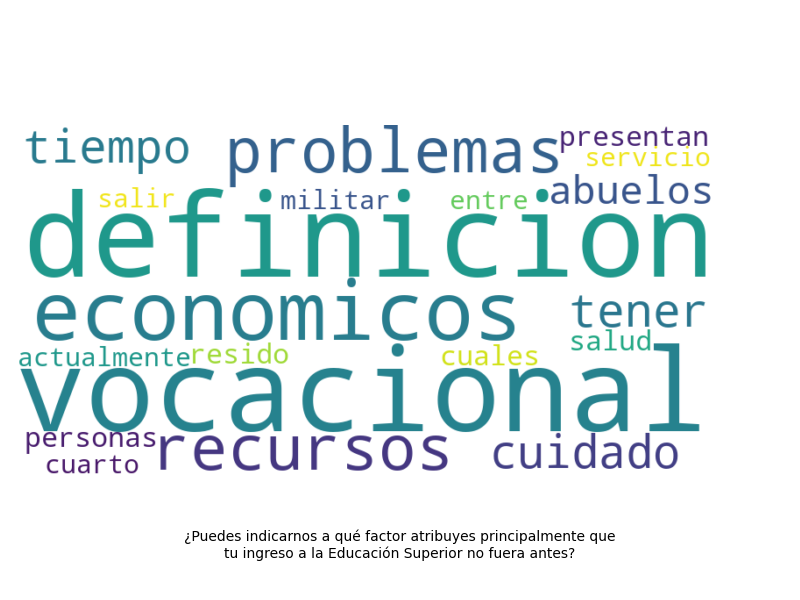 tiempo problemas presentan
servicio
salir militar entre abuelos
definicion
economicos tener
actualmente resido cuales salud
vocacional
personas recursos cuidado
cuarto
¿Puedes indicarnos a qué factor atribuyes principalmente que
tu ingreso a la Educación Superior no fuera antes?